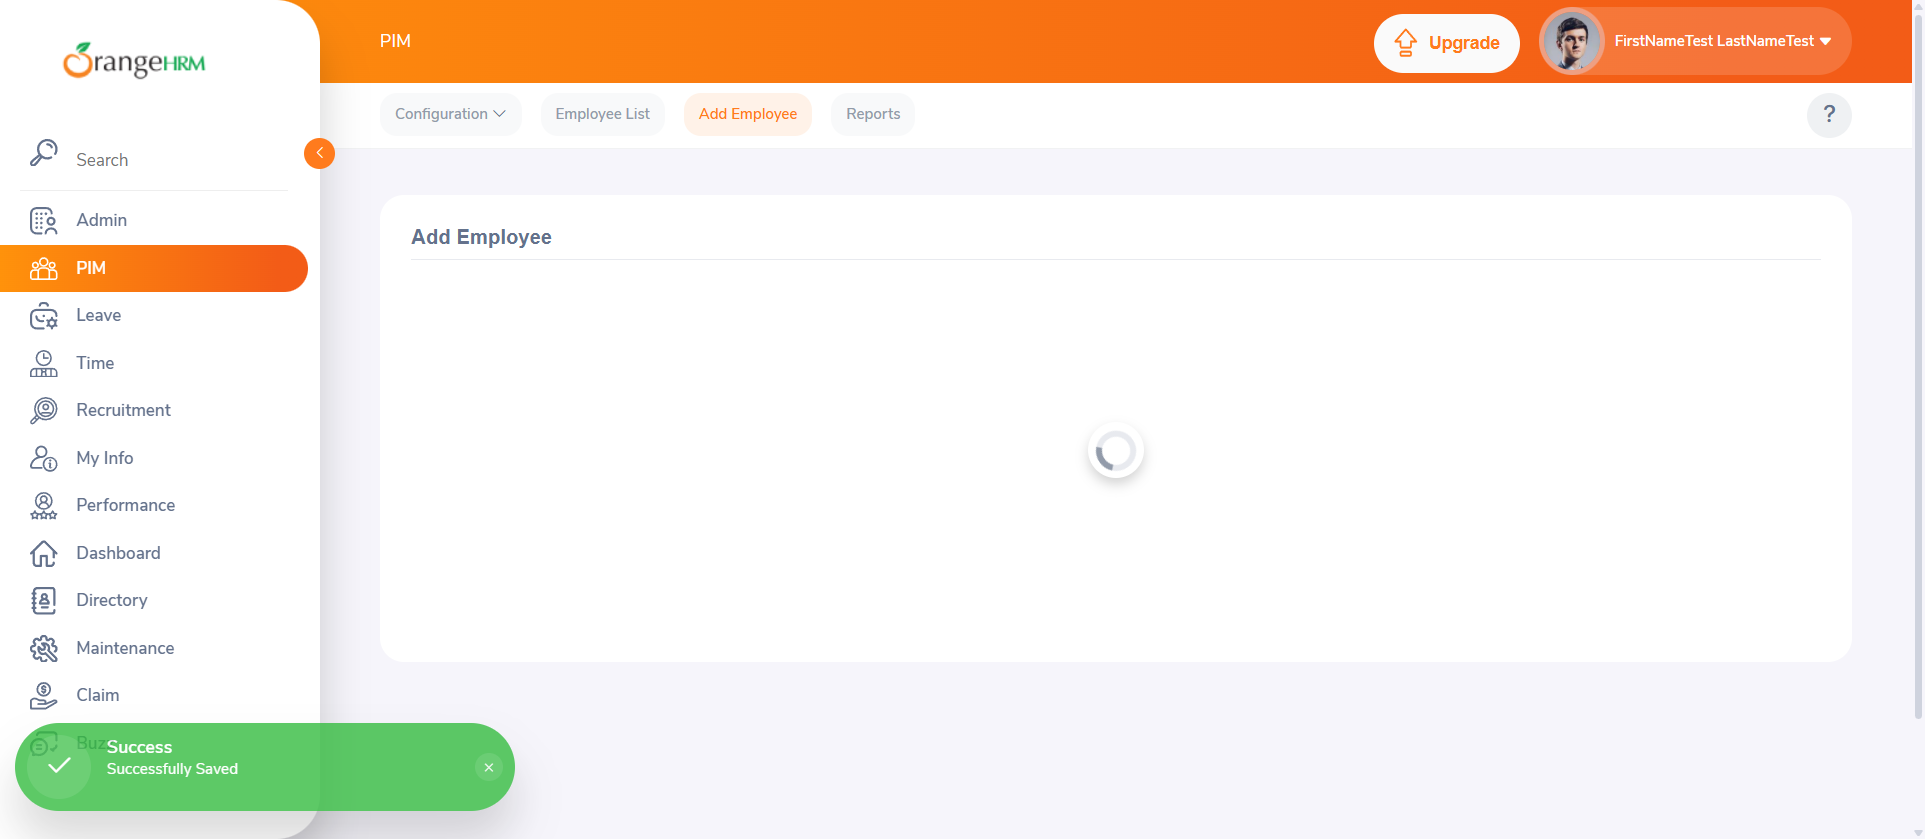 OrangeHRM
PIM
Upgrade
FirstNameTest LastNameTest
Configuration
Employee List
Add Employee
Reports
?
Search
Admin
PIM
Leave
Time
Recruitment
My Info
Performance
Dashboard
Directory
Maintenance
Claim
Buz
Add Employee
Success
Successfully Saved